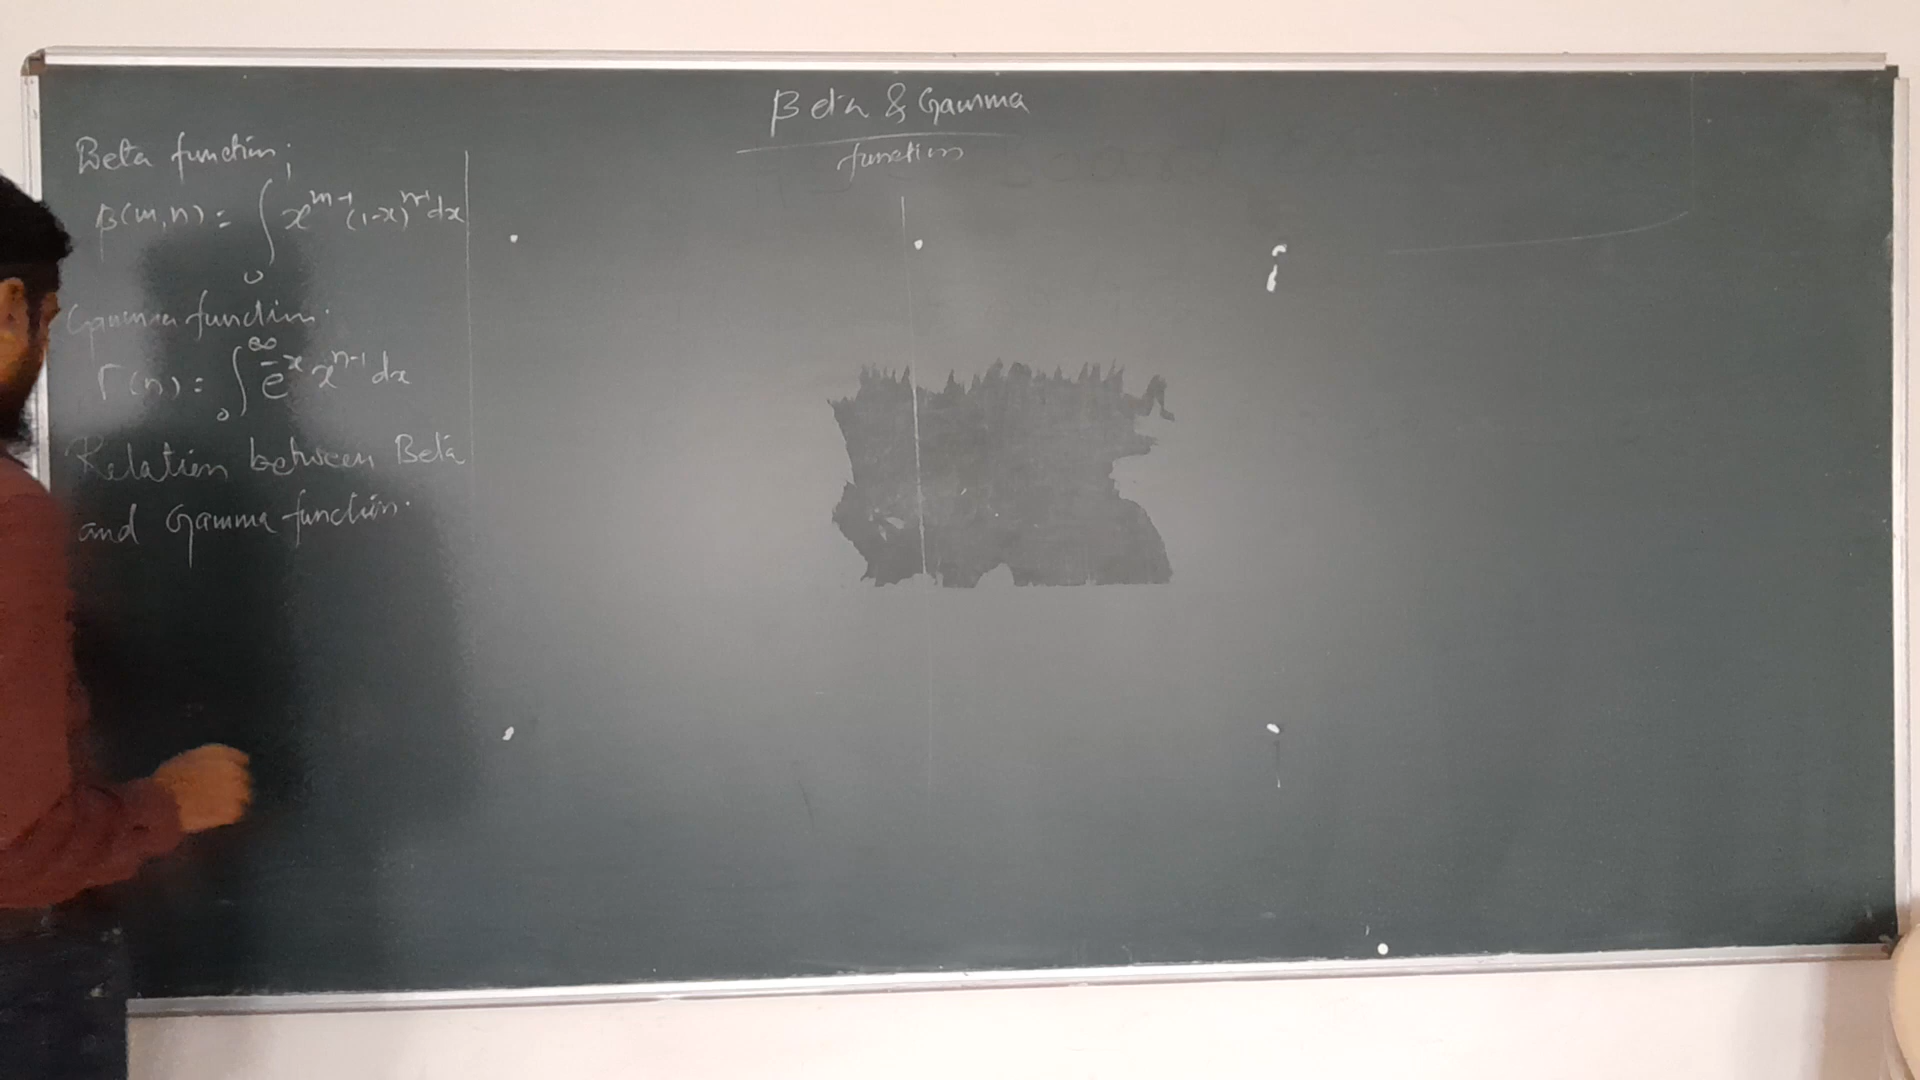 Beta & Gamma
function
Beta function;
β(m,n) = ∫₀ x^{m-1} (1-x)^{n-1} dx
Gamma function.
Γ(n) = ∫₀^∞ e^{-x} x^{n-1} dx
Relation between Beta
and Gamma function.